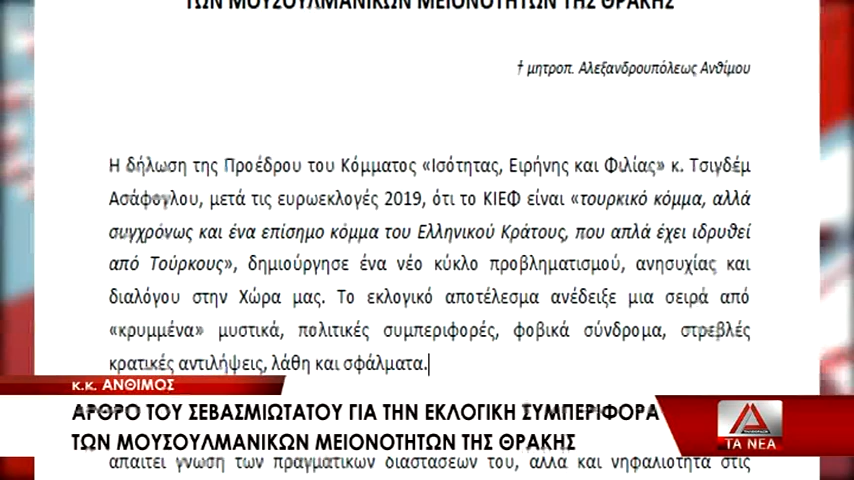 ΤΩΝ ΜΟΥΣΟΥΛΜΑΝΙΚΩΝ ΜΕΙΟΝΟΤΗΤΩΝ ΤΗΣ ΘΡΑΚΗΣ
† μητροπ. Αλεξανδρουπόλεως Ανθίμου
Η δήλωση της Προέδρου του Κόμματος «Ισότητας, Ειρήνης και Φιλίας» κ. Τσιγδέμ
Ασάφογλου, μετά τις ευρωεκλογές 2019, ότι το ΚΙΕΦ είναι «τουρκικό κόμμα, αλλά
συγχρόνως και ένα επίσημο κόμμα του Ελληνικού Κράτους, που απλά έχει ιδρυθεί
από Τούρκους», δημιούργησε ένα νέο κύκλο προβληματισμού, ανησυχίας και
διαλόγου στην Χώρα μας. Το εκλογικό αποτέλεσμα ανέδειξε μια σειρά από
«κρυμμένα» μυστικά, πολιτικές συμπεριφορές, φοβικά σύνδρομα, στρεβλές
κρατικές αντιλήψεις, λάθη και σφάλματα.
κ.κ. ΑΝΘΙΜΟΣ
ΑΡΘΡΟ ΤΟΥ ΣΕΒΑΣΜΙΩΤΑΤΟΥ ΓΙΑ ΤΗΝ ΕΚΛΟΓΙΚΗ ΣΥΜΠΕΡΙΦΟΡΑ
ΤΩΝ ΜΟΥΣΟΥΛΜΑΝΙΚΩΝ ΜΕΙΟΝΟΤΗΤΩΝ ΤΗΣ ΘΡΑΚΗΣ
ΤΑ ΝΕΑ
απαιτεί γνώση των πραγματικών διαστάσεων του, αλλά και νηφαλιότητα στις